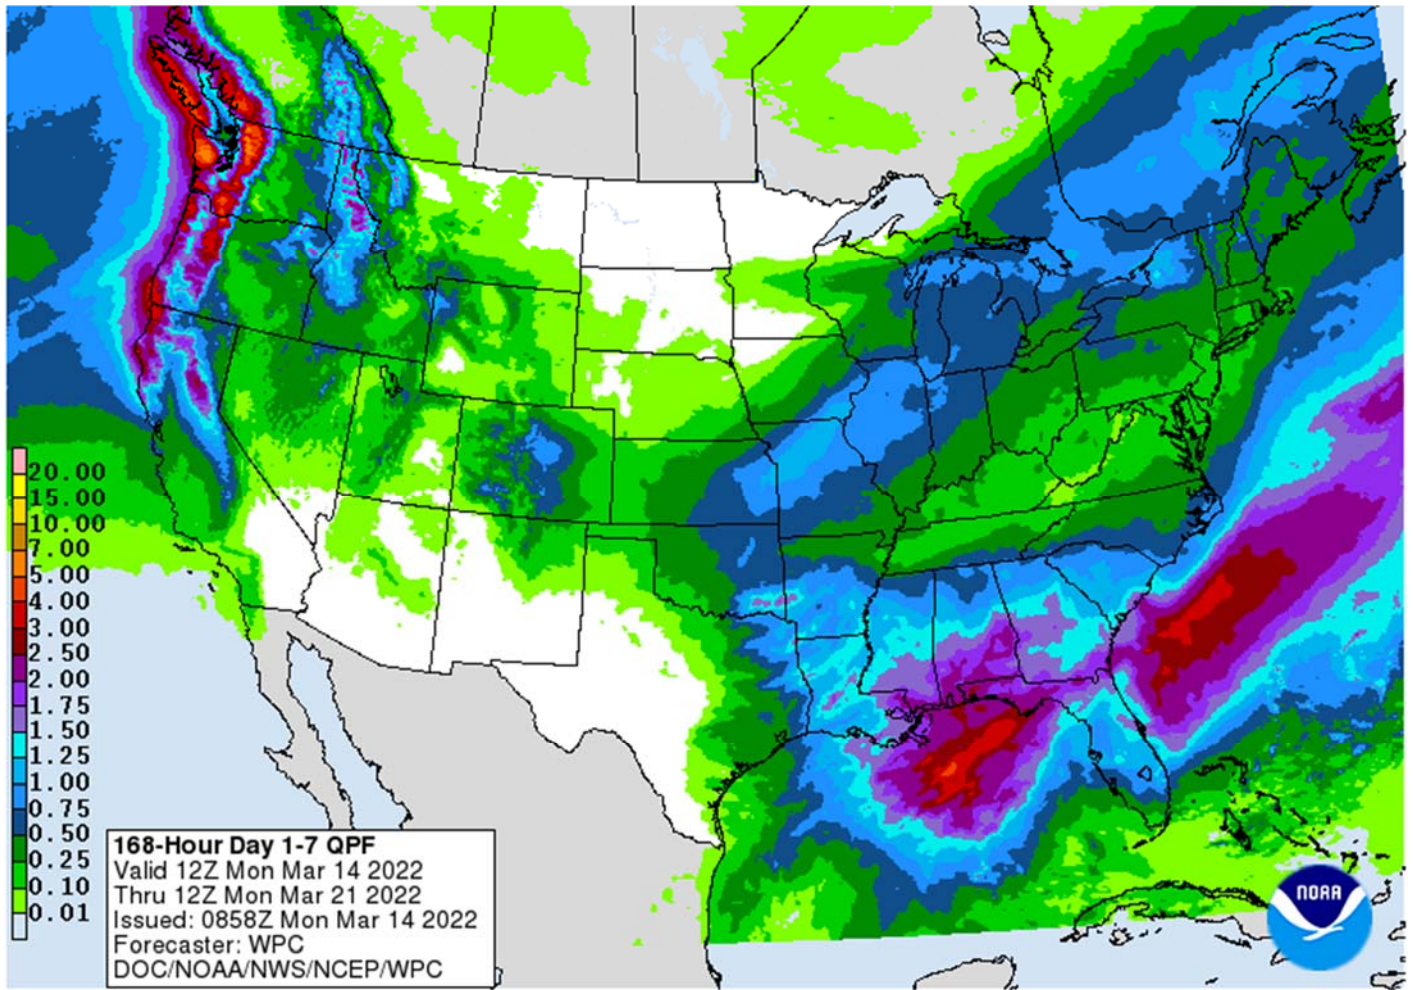 20.00
15.00
10.00
7.00
5.00
4.00
3.00
2.50
2.00
1.75
1.50
1.25
1.00
0.75
0.50
0.25
0.10
0.01
168-Hour Day 1-7 QPF
Valid 12Z Mon Mar 14 2022
Thru 12Z Mon Mar 21 2022
Issued: 0858Z Mon Mar 14 2022
Forecaster: WPC
DOC/NOAA/NWS/NCEP/WPC
NOAA